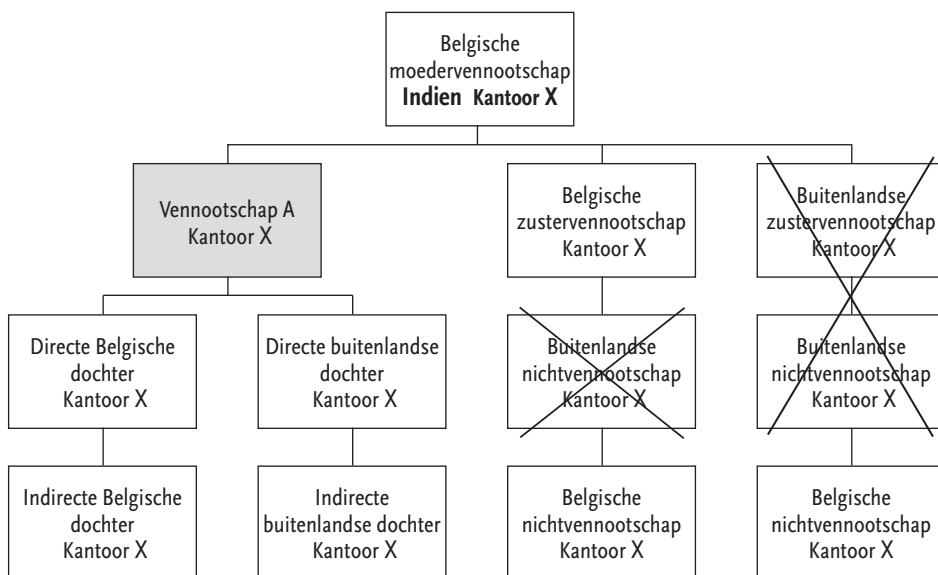 Belgische
moedervennootschap
Indien Kantoor X
Vennootschap A
Kantoor X
Belgische
zustervennootschap
Kantoor X
Buitenlandse
zustervennootschap
Kantoor X
Directe Belgische
dochter
Kantoor X
Directe buitenlandse
dochter
Kantoor X
Buitenlandse
nichtvennootschap
Kantoor X
Buitenlandse
nichtvennootschap
Kantoor X
Indirecte Belgische
dochter
Kantoor X
Indirecte
buitenlandse dochter
Kantoor X
Belgische
nichtvennootschap
Kantoor X
Belgische
nichtvennootschap
Kantoor X